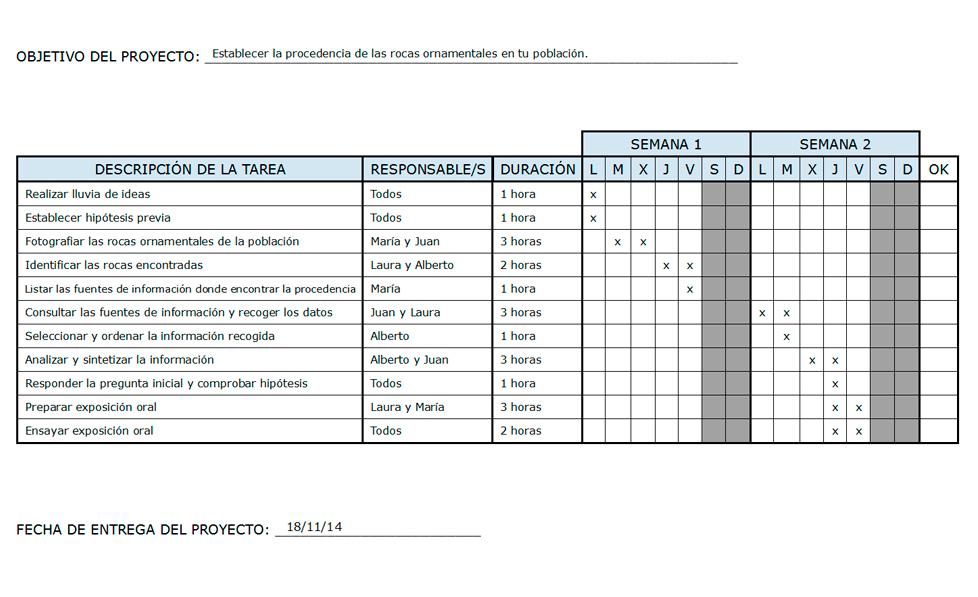 OBJETIVO DEL PROYECTO: Establecer la procedencia de las rocas ornamentales en tu población.
SEMANA 1 SEMANA 2
DESCRIPCIÓN DE LA TAREA RESPONSABLE/S DURACIÓN L M X J V S D L M X J V S D OK
Realizar lluvia de ideas Todos 1 hora x
Establecer hipótesis previa Todos 1 hora x
Fotografiar las rocas ornamentales de la población María y Juan 3 horas x x
Identificar las rocas encontradas Laura y Alberto 2 horas x x
Listar las fuentes de información donde encontrar la procedencia María 1 hora x
Consultar las fuentes de información y recoger los datos Juan y Laura 3 horas x x
Seleccionar y ordenar la información recogida Alberto 1 hora x
Analizar y sintetizar la información Alberto y Juan 3 horas x x
Responder la pregunta inicial y comprobar hipótesis Todos 1 hora x
Preparar exposición oral Laura y María 3 horas x x
Ensayar exposición oral Todos 2 horas x x
FECHA DE ENTREGA DEL PROYECTO: 18/11/14